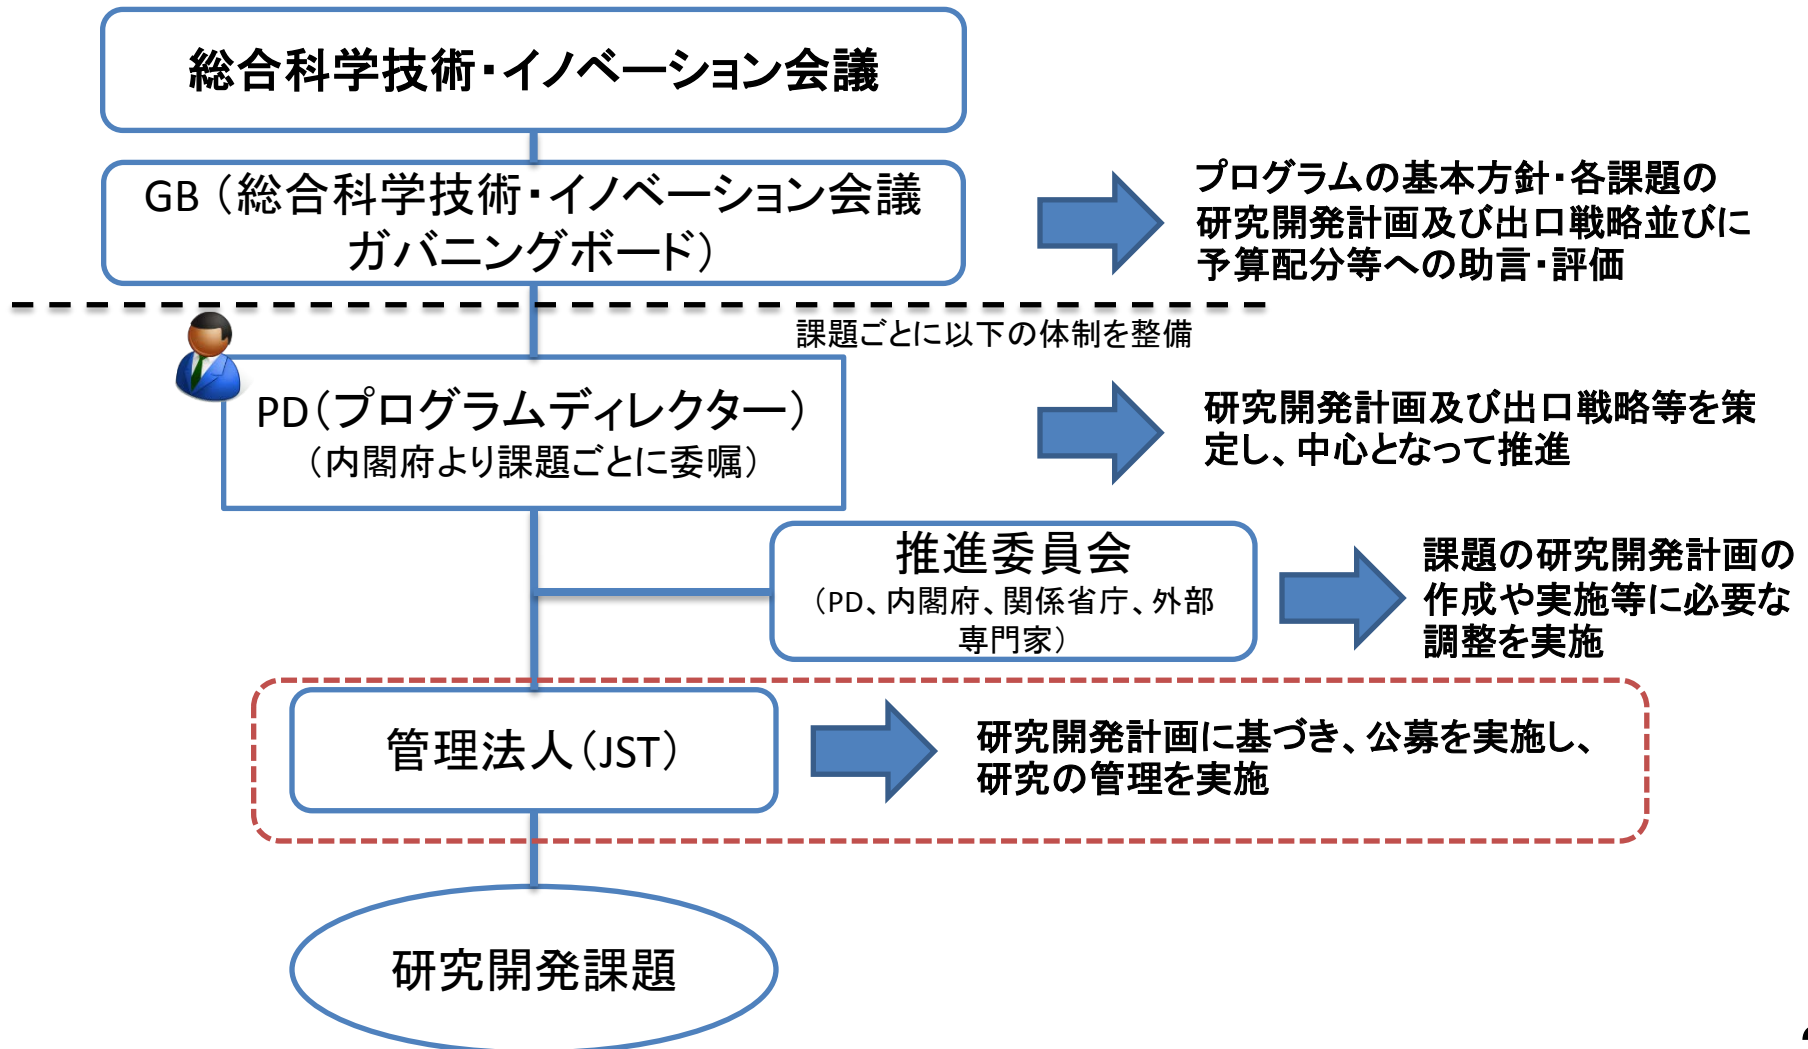 総合科学技術・イノベーション会議
GB（総合科学技術・イノベーション会議
ガバニングボード）
プログラムの基本方針・各課題の
研究開発計画及び出口戦略並びに
予算配分等への助言・評価
課題ごとに以下の体制を整備
PD（プログラムディレクター）
（内閣府より課題ごとに委嘱）
研究開発計画及び出口戦略等を策
定し、中心となって推進
推進委員会
（PD、内閣府、関係省庁、外部
専門家）
課題の研究開発計画の
作成や実施等に必要な
調整を実施
管理法人（JST）
研究開発計画に基づき、公募を実施し、
研究の管理を実施
研究開発課題